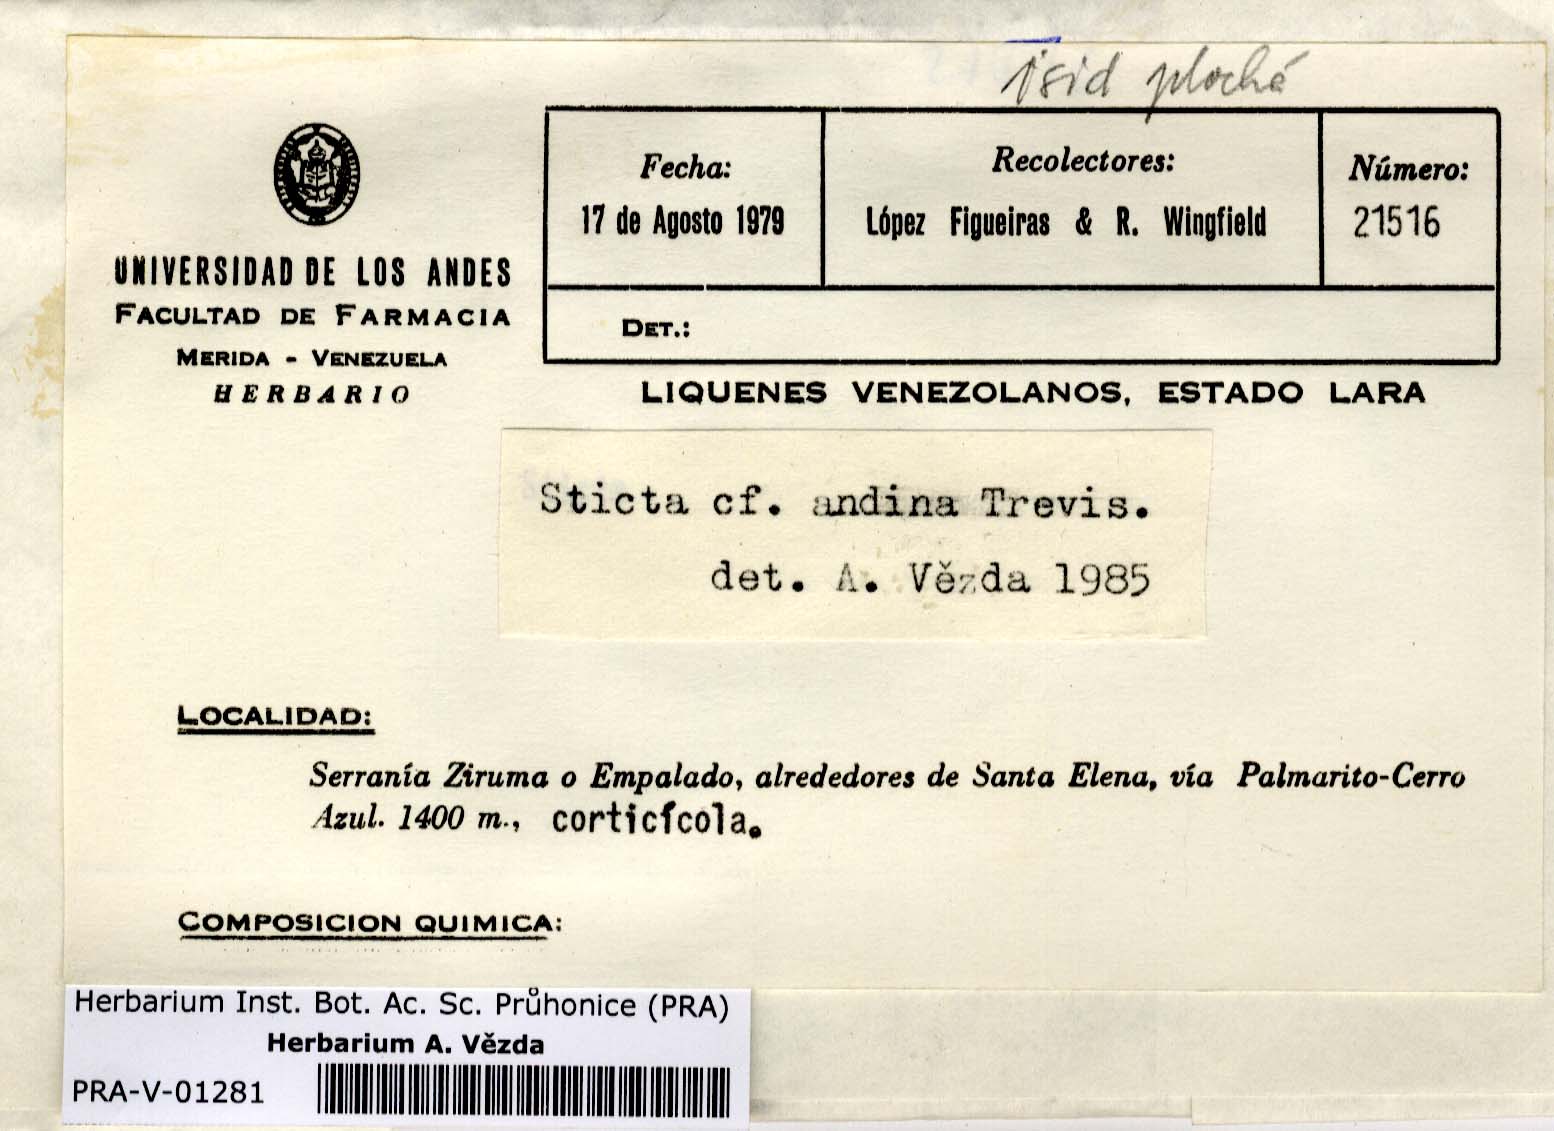 isid ploché
Fecha:
17 de Agosto 1979
Recolectores:
López Figueiras & R. Wingfield
Número:
21516
DET.:
UNIVERSIDAD DE LOS ANDES
FACULTAD DE FARMACIA
MERIDA - VENEZUELA
HERBARIO
LIQUENES VENEZOLANOS, ESTADO LARA
Sticta cf. andina Trevis.
det. A. Vězda 1985
LOCALIDAD:
Serranía Ziruma o Empalado, alrededores de Santa Elena, vía Palmarito-Cerro
Azul. 1400 m., corticícola.
COMPOSICION QUIMICA:
Herbarium Inst. Bot. Ac. Sc. Průhonice (PRA)
Herbarium A. Vězda
PRA-V-01281